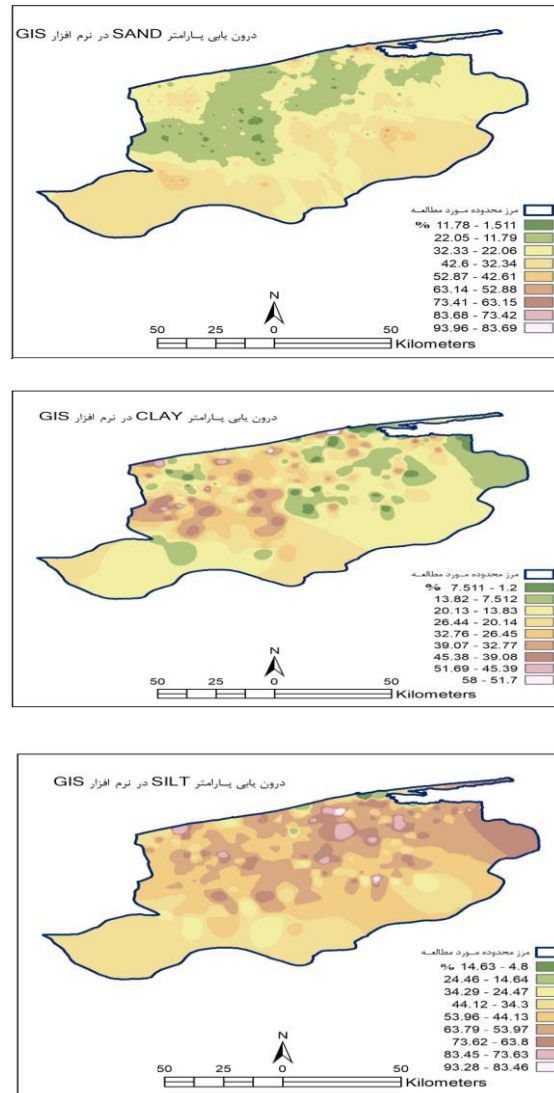 درون یابی پارامتر SAND در نرم افزار GIS
مرز محدوده مورد مطالعه
% 11.78 - 1.511
22.05 - 11.79
32.33 - 22.06
42.6 - 32.34
52.87 - 42.61
63.14 - 52.88
73.41 - 63.15
83.68 - 73.42
93.96 - 83.69
N
50 0 50
Kilometers
درون یابی پارامتر CLAY در نرم افزار GIS
مرز محدوده مورد مطالعه
% 7.511 - 1.2
13.82 - 7.512
20.13 - 13.83
26.44 - 20.14
32.76 - 26.45
39.07 - 32.77
45.38 - 39.08
51.69 - 45.39
58 - 51.7
N
50 0 50
Kilometers
درون یابی پارامتر SILT در نرم افزار GIS
مرز محدوده مورد مطالعه
% 14.63 - 4.8
24.46 - 14.64
34.29 - 24.47
44.12 - 34.3
53.96 - 44.13
63.79 - 53.97
73.62 - 63.8
83.45 - 73.63
93.28 - 83.46
N
50 0 50
Kilometers